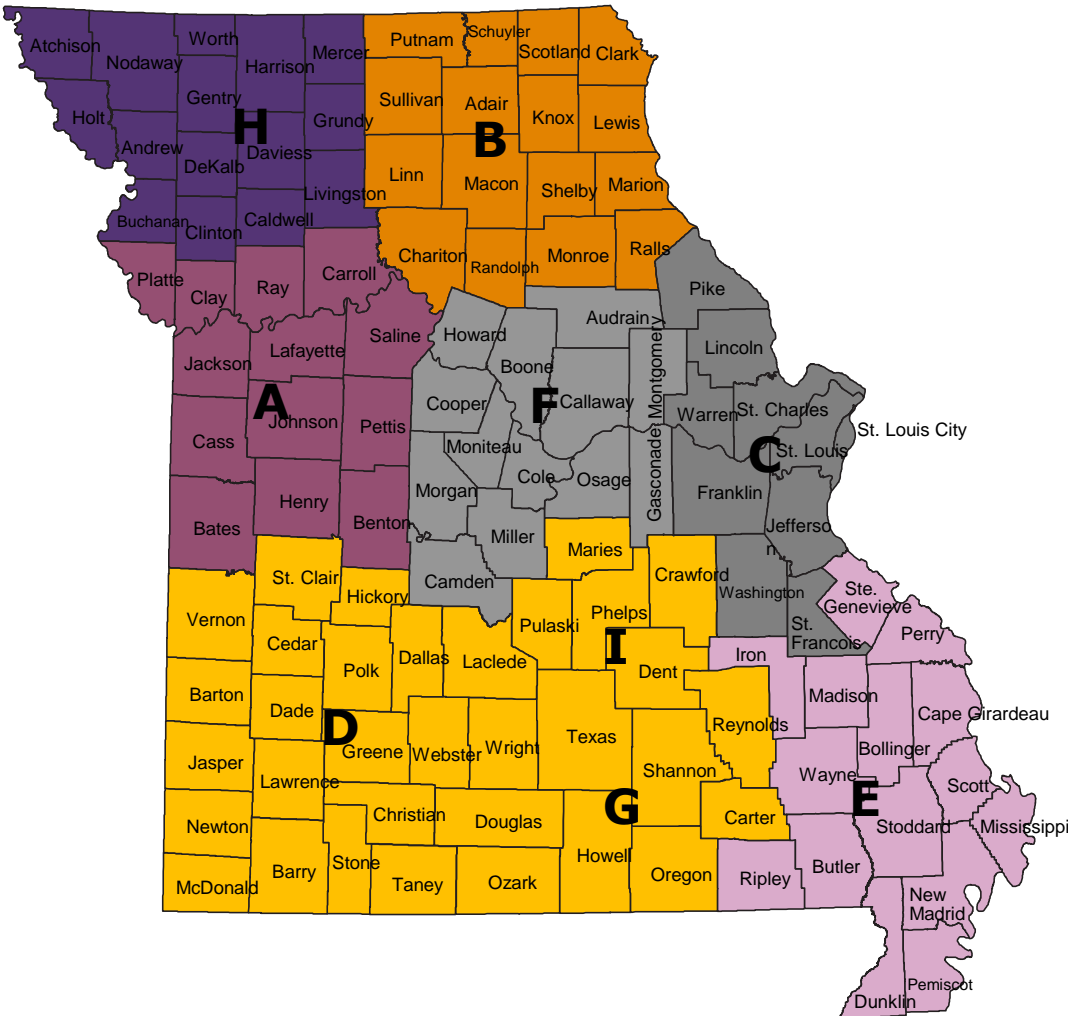 Atchison
Nodaway
Worth
Harrison
Mercer
Putnam
Schuyler
Scotland
Clark
Gentry
Holt
Sullivan
Adair
Knox
Lewis
Grundy
H
B
Andrew
DeKalb
Daviess
Linn
Macon
Shelby
Marion
Livingston
Buchanan
Clinton
Caldwell
Chariton
Randolph
Monroe
Ralls
Platte
Clay
Ray
Carroll
Pike
Saline
Howard
Audrain
Jackson
Lafayette
Boone
Montgomery
Lincoln
A
Johnson
Pettis
Cooper
F
Callaway
Warren
St. Charles
St. Louis City
Cass
Moniteau
C
St. Louis
Henry
Morgan
Cole
Osage
Gasconade
Franklin
Bates
Benton
Miller
Jefferso
n
Maries
St. Clair
Hickory
Camden
Crawford
Washington
Ste.
Genevieve
Vernon
Cedar
Pulaski
Phelps
St.
Francois
Perry
I
Iron
Polk
Dallas
Laclede
Dent
Barton
Dade
Madison
Cape Girardeau
D
Greene
Webster
Wright
Texas
Reynolds
Bollinger
Jasper
Lawrence
Shannon
Wayne
Scott
G
E
Newton
Christian
Douglas
Carter
Stoddard
Mississippi
McDonald
Barry
Stone
Taney
Ozark
Howell
Oregon
Ripley
Butler
New
Madrid
Pemiscot
Dunklin